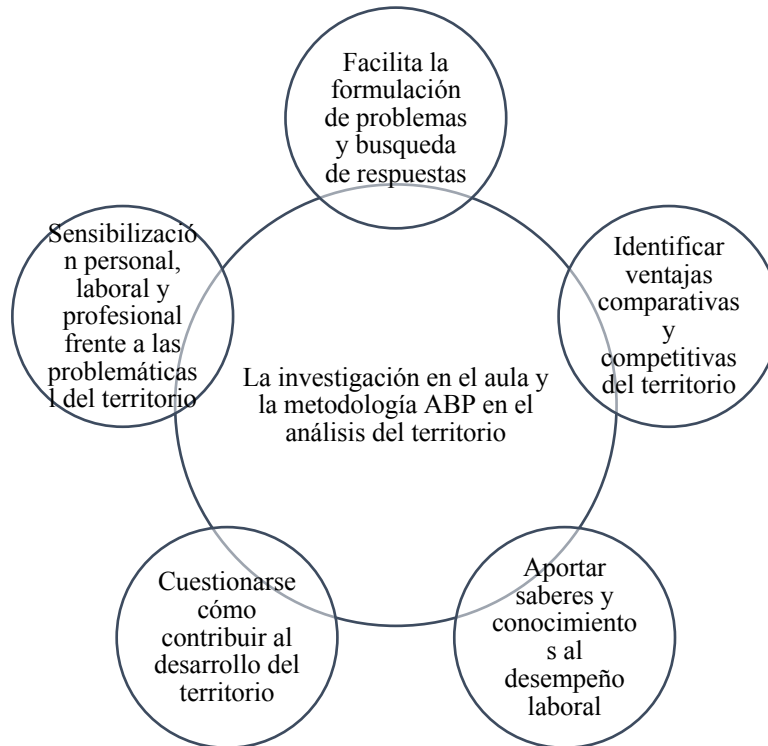 Facilita la
formulación
de problemas
y busqueda
de respuestas
Identificar
ventajas
comparativas
y
competitivas
del territorio
Aportar
saberes y
conocimiento
s al
desempeño
laboral
Cuestionarse
cómo
contribuir al
desarrollo del
territorio
Sensibilizació
n personal,
laboral y
profesional
frente a las
problemáticas
l del territorio
La investigación en el aula y
la metodología ABP en el
análisis del territorio